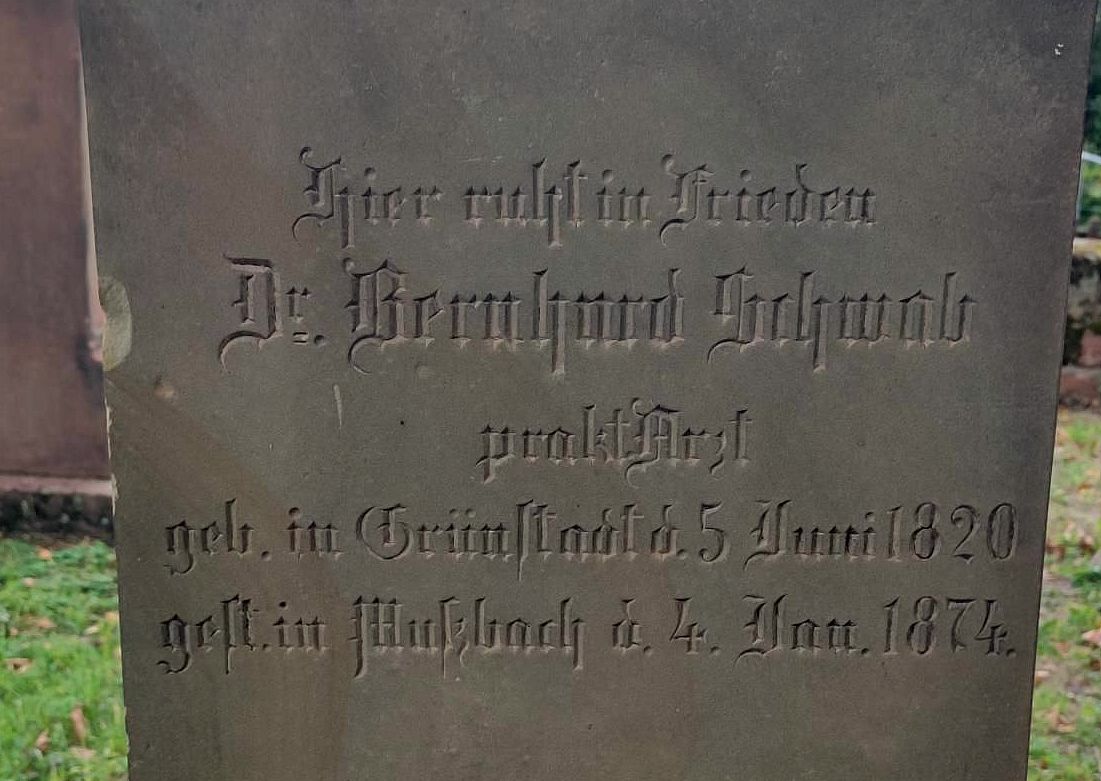 Hier ruht in Frieden
Dr. Bernhard Schwab
prakt Arzt
geb. in Grünstadt d. 5 Juni 1820
gest. in Mußbach d. 4. Jan. 1874.